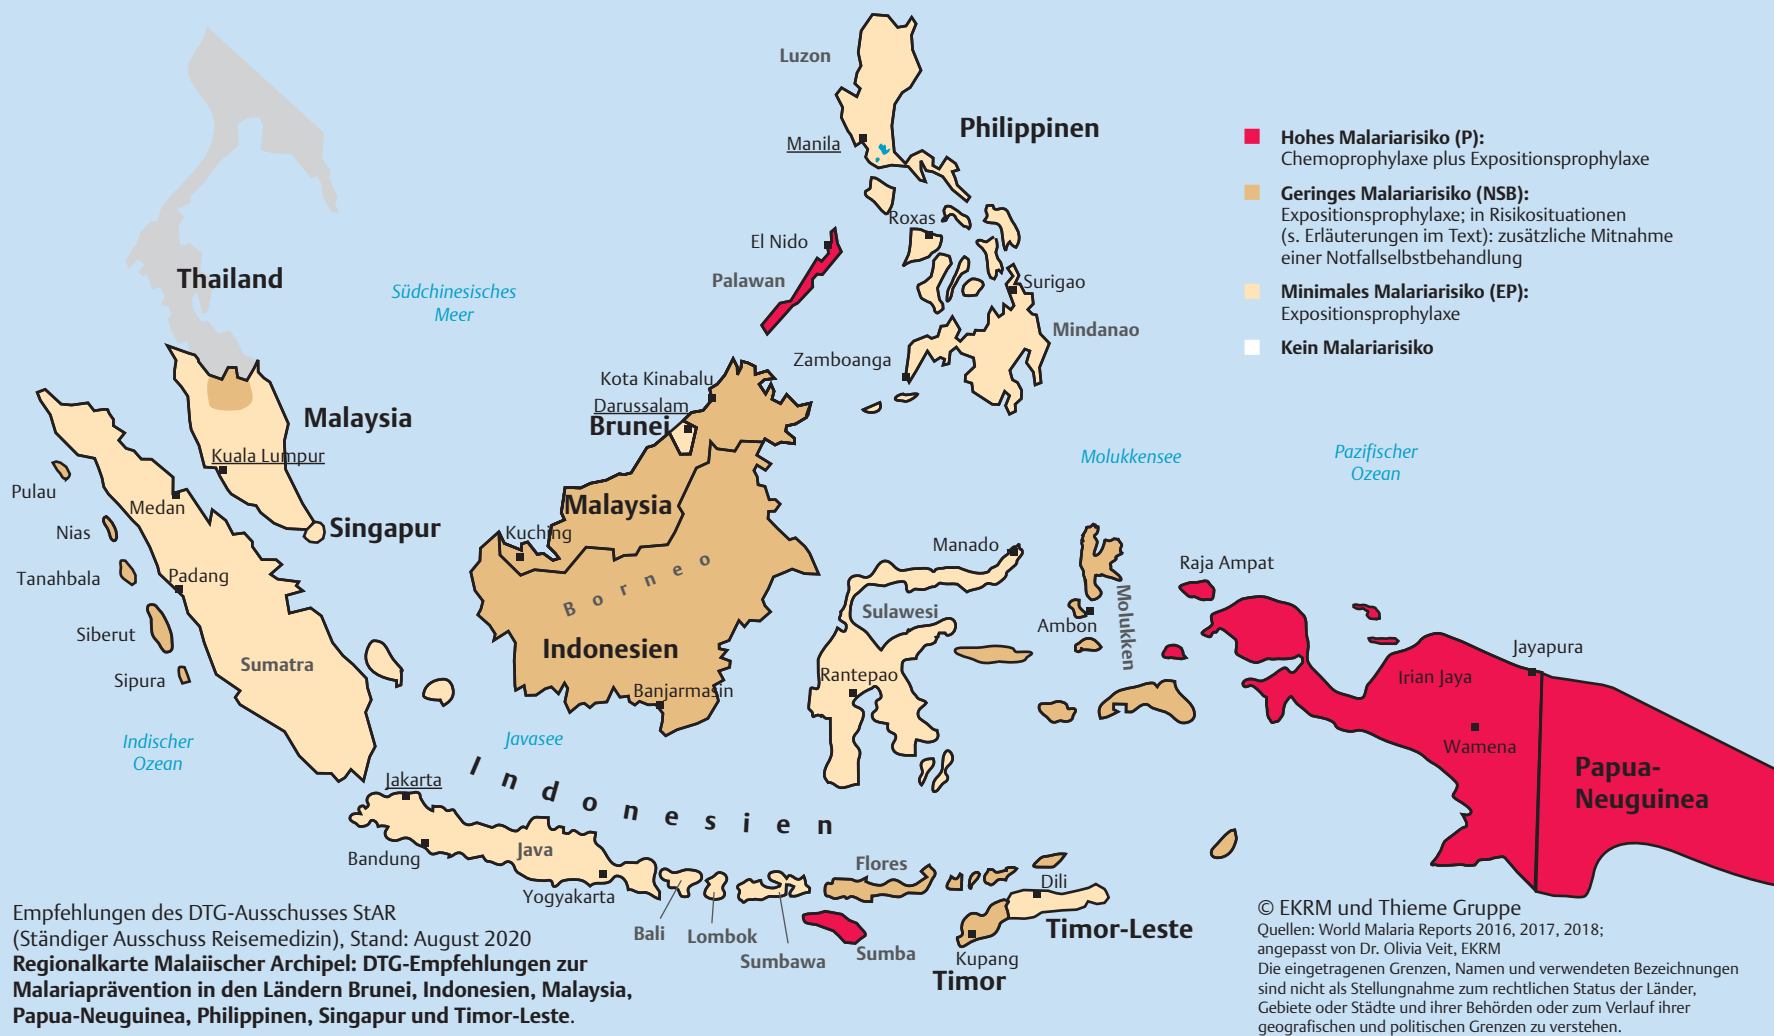 Luzon
Philippinen
Manila
Hohes Malariarisiko (P):
Chemoprophylaxe plus Expositionsprophylaxe
Geringes Malariarisiko (NSB):
Expositionsprophylaxe; in Risikosituationen
(s. Erläuterungen im Text): zusätzliche Mitnahme
einer Notfallselbstbehandlung
Minimales Malariarisiko (EP):
Expositionsprophylaxe
Kein Malariarisiko
Roxas
El Nido
Palawan
Surigao
Mindanao
Zamboanga
Thailand
Südchinesisches
Meer
Kota Kinabalu
Darussalam
Brunei
Malaysia
Kuala Lumpur
Molukkensee
Pazifischer
Ozean
Pulau
Medan
Nias
Singapur
Malaysia
Kuching
Borneo
Tanahbala
Padang
Siberut
Sumatra
Sipura
Indonesien
Banjarmasin
Manado
Sulawesi
Rantepao
Ambon
Molukken
Raja Ampat
Jayapura
Irian Jaya
Wamena
Papua-
Neuguinea
Indischer
Ozean
Javasee
Indonesien
Jakarta
Bandung
Java
Yogyakarta
Bali
Lombok
Sumbawa
Flores
Sumba
Dili
Timor-Leste
Kupang
Timor
Empfehlungen des DTG-Ausschusses StAR
(Ständiger Ausschuss Reisemedizin), Stand: August 2020
Regionalkarte Malaiischer Archipel: DTG-Empfehlungen zur
Malariaprävention in den Ländern Brunei, Indonesien, Malaysia,
Papua-Neuguinea, Philippinen, Singapur und Timor-Leste.
© EKRM und Thieme Gruppe
Quellen: World Malaria Reports 2016, 2017, 2018;
angepasst von Dr. Olivia Veit, EKRM
Die eingetragenen Grenzen, Namen und verwendeten Bezeichnungen
sind nicht als Stellungnahme zum rechtlichen Status der Länder,
Gebiete oder Städte und ihrer Behörden oder zum Verlauf ihrer
geografischen und politischen Grenzen zu verstehen.